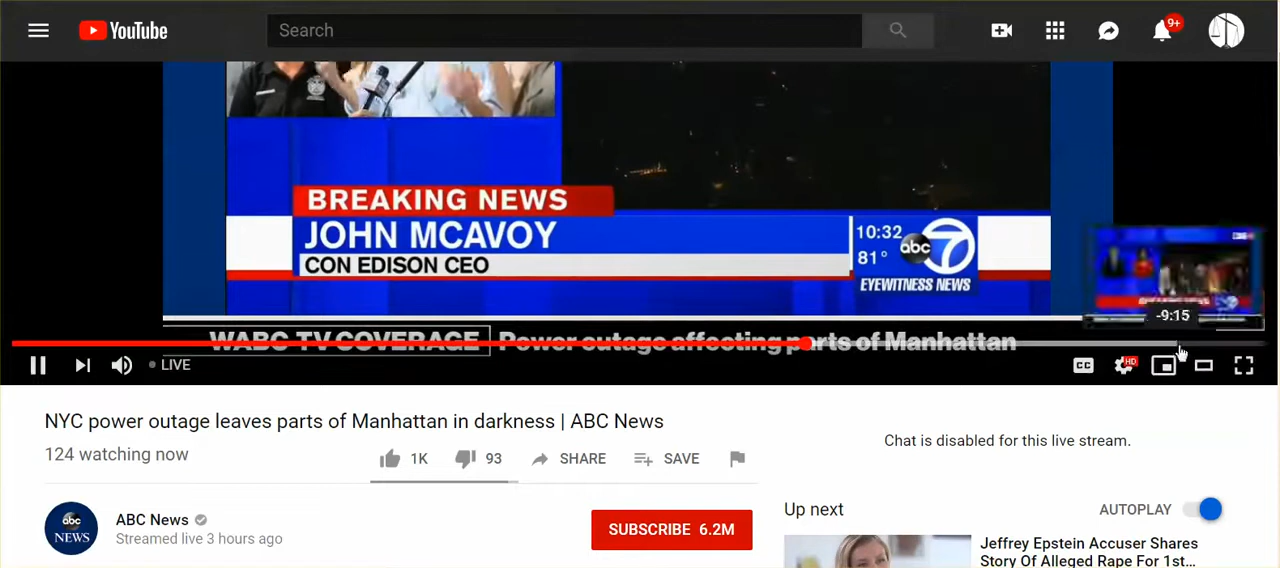 YouTube
Search
9+
BREAKING NEWS
JOHN MCAVOY
CON EDISON CEO
10:32
81°
abc 7
EYEWITNESS NEWS
-9:15
WABC TV COVERAGE Power outage affecting parts of Manhattan
LIVE
CC
HD
NYC power outage leaves parts of Manhattan in darkness | ABC News
124 watching now
1K
93
SHARE
SAVE
Chat is disabled for this live stream.
abc NEWS
ABC News
Streamed live 3 hours ago
SUBSCRIBE 6.2M
Up next
AUTOPLAY
Jeffrey Epstein Accuser Shares
Story Of Alleged Rape For 1st...